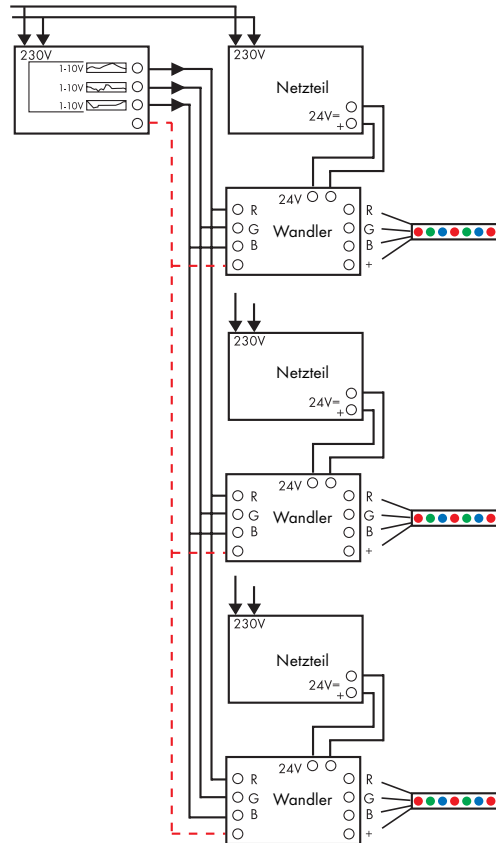 230V
1-10V
1-10V
1-10V
230V
Netzteil
24V=
+
24V
R R
G Wandler G
B B
+
230V
Netzteil
24V=
+
24V
R R
G Wandler G
B B
+
230V
Netzteil
24V=
+
24V
R R
G Wandler G
B B
+